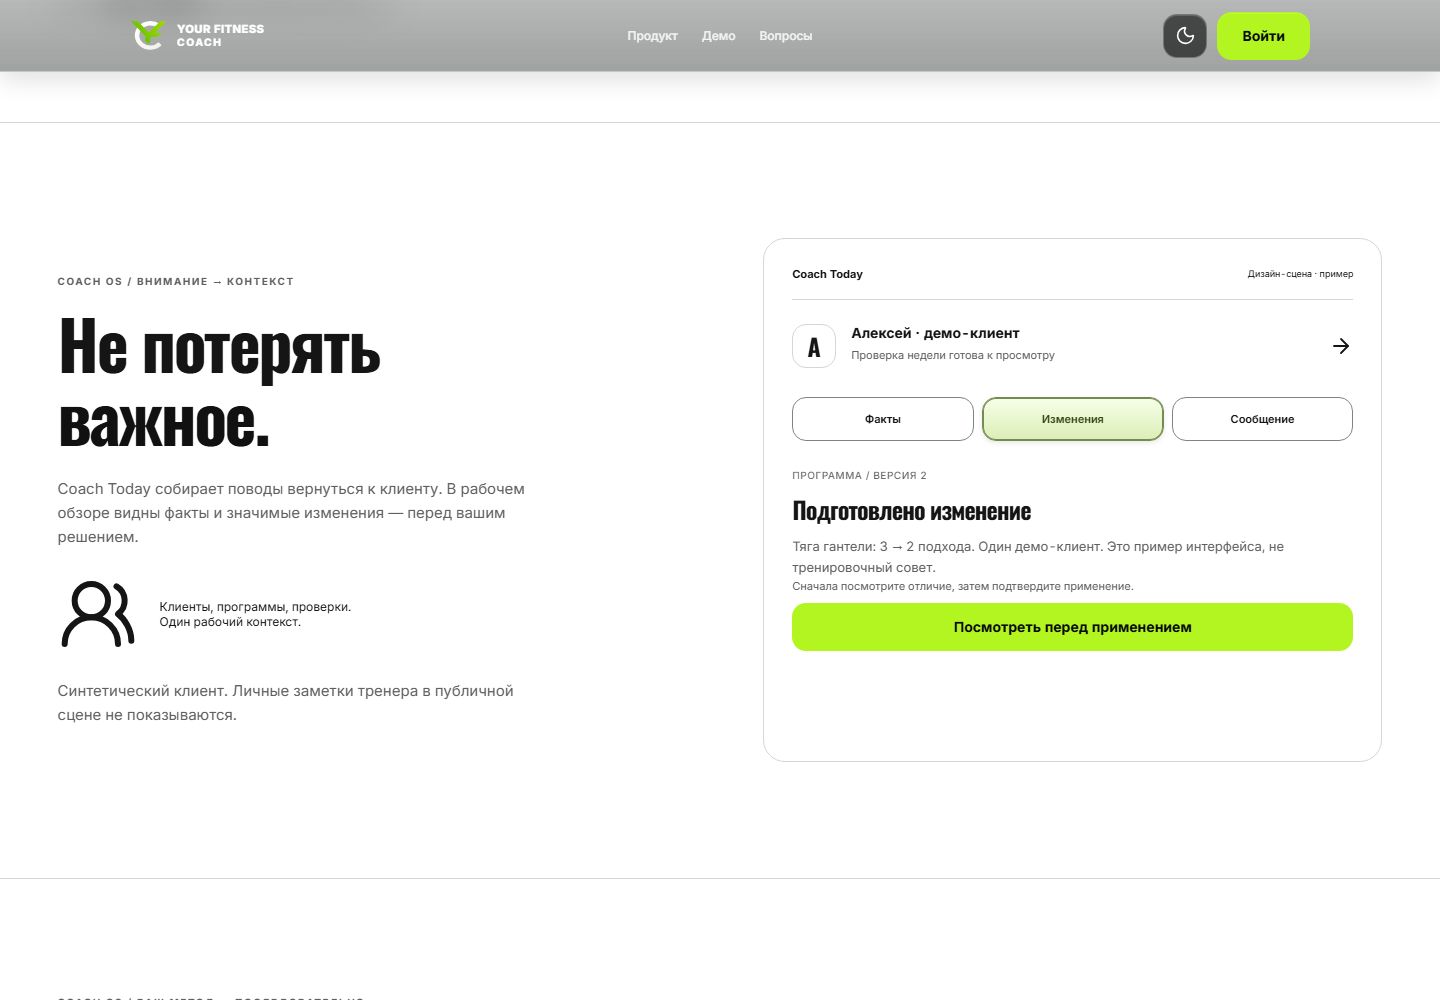 YOUR FITNESS
COACH
Продукт
Демо
Вопросы
Войти
COACH OS / ВНИМАНИЕ → КОНТЕКСТ
Не потерять
важное.
Coach Today собирает поводы вернуться к клиенту. В рабочем
обзоре видны факты и значимые изменения — перед вашим
решением.
Клиенты, программы, проверки.
Один рабочий контекст.
Синтетический клиент. Личные заметки тренера в публичной
сцене не показываются.
Coach Today
Дизайн-сцена · пример
А
Алексей · демо-клиент
Проверка недели готова к просмотру
Факты
Изменения
Сообщение
ПРОГРАММА / ВЕРСИЯ 2
Подготовлено изменение
Тяга гантели: 3 → 2 подхода. Один демо-клиент. Это пример интерфейса, не
тренировочный совет.
Сначала посмотрите отличие, затем подтвердите применение.
Посмотреть перед применением